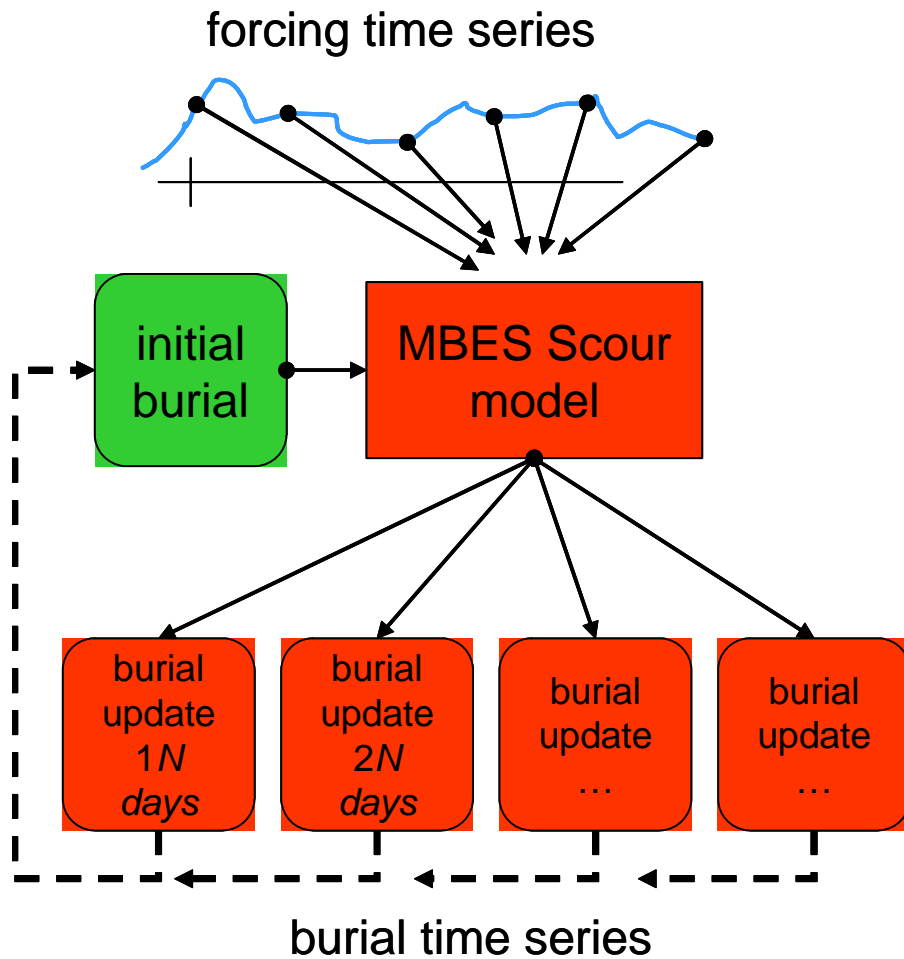 forcing time series
initial
burial
MBES Scour
model
burial
update
1N
days
burial
update
2N
days
burial
update
…
burial
update
…
burial time series